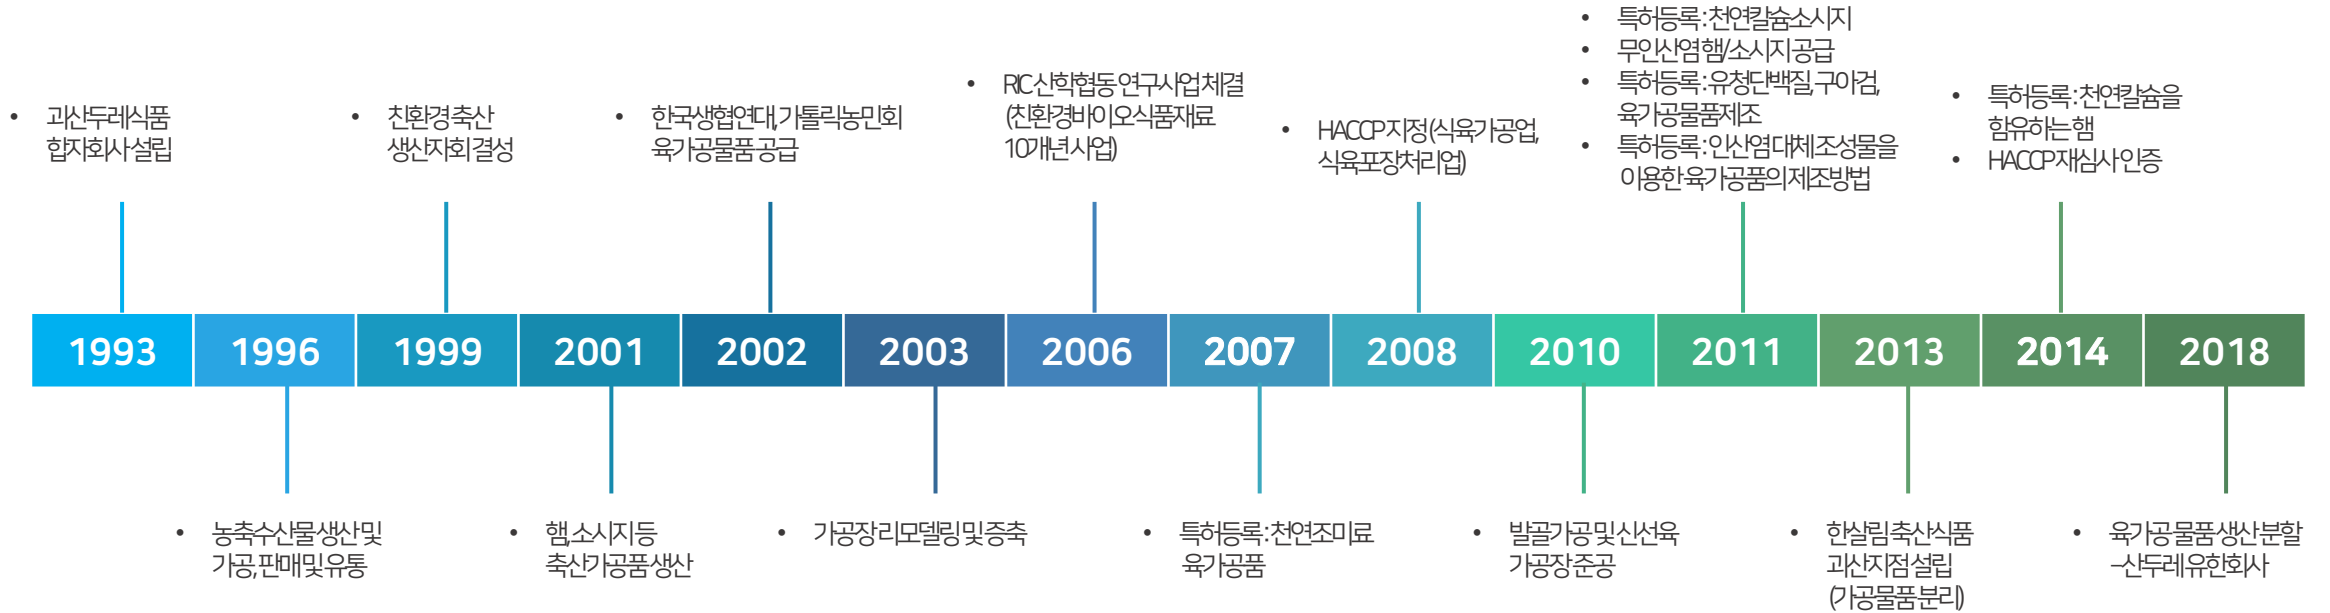 • 특허등록 : 천연칼슘소시지
• 무인산염 햄/소시지 공급
• 특허등록 : 유청단백질, 구아검,
육가공물품제조
• 특허등록 : 인산염 대체 조성물을
이용한 육가공품의 제조방법
• 괴산두레식품
합자회사 설립
• 친환경 축산
생산자회 결성
• 한국생협연대, 가톨릭농민회
육가공물품 공급
• RIC 산학협동 연구사업 체결
(친환경바이오식품재료
10개년 사업)
• HACCP 지정 (식육가공업,
식육포장처리업)
• 특허등록 : 천연칼슘을
함유하는 햄
• HACCP 재심사 인증
1993 1996 1999 2001 2002 2003 2006 2007 2008 2010 2011 2013 2014 2018
• 농축수산물 생산 및
가공, 판매 및 유통
• 햄, 소시지 등
축산가공품 생산
• 가공장 리모델링 및 증축
• 특허등록 : 천연조미료
육가공품
• 발골가공 및 신선육
가공장 준공
• 한살림축산식품
괴산지점 설립
(가공물품 분리)
• 육가공 물품 생산 분할
–산두레 유한회사